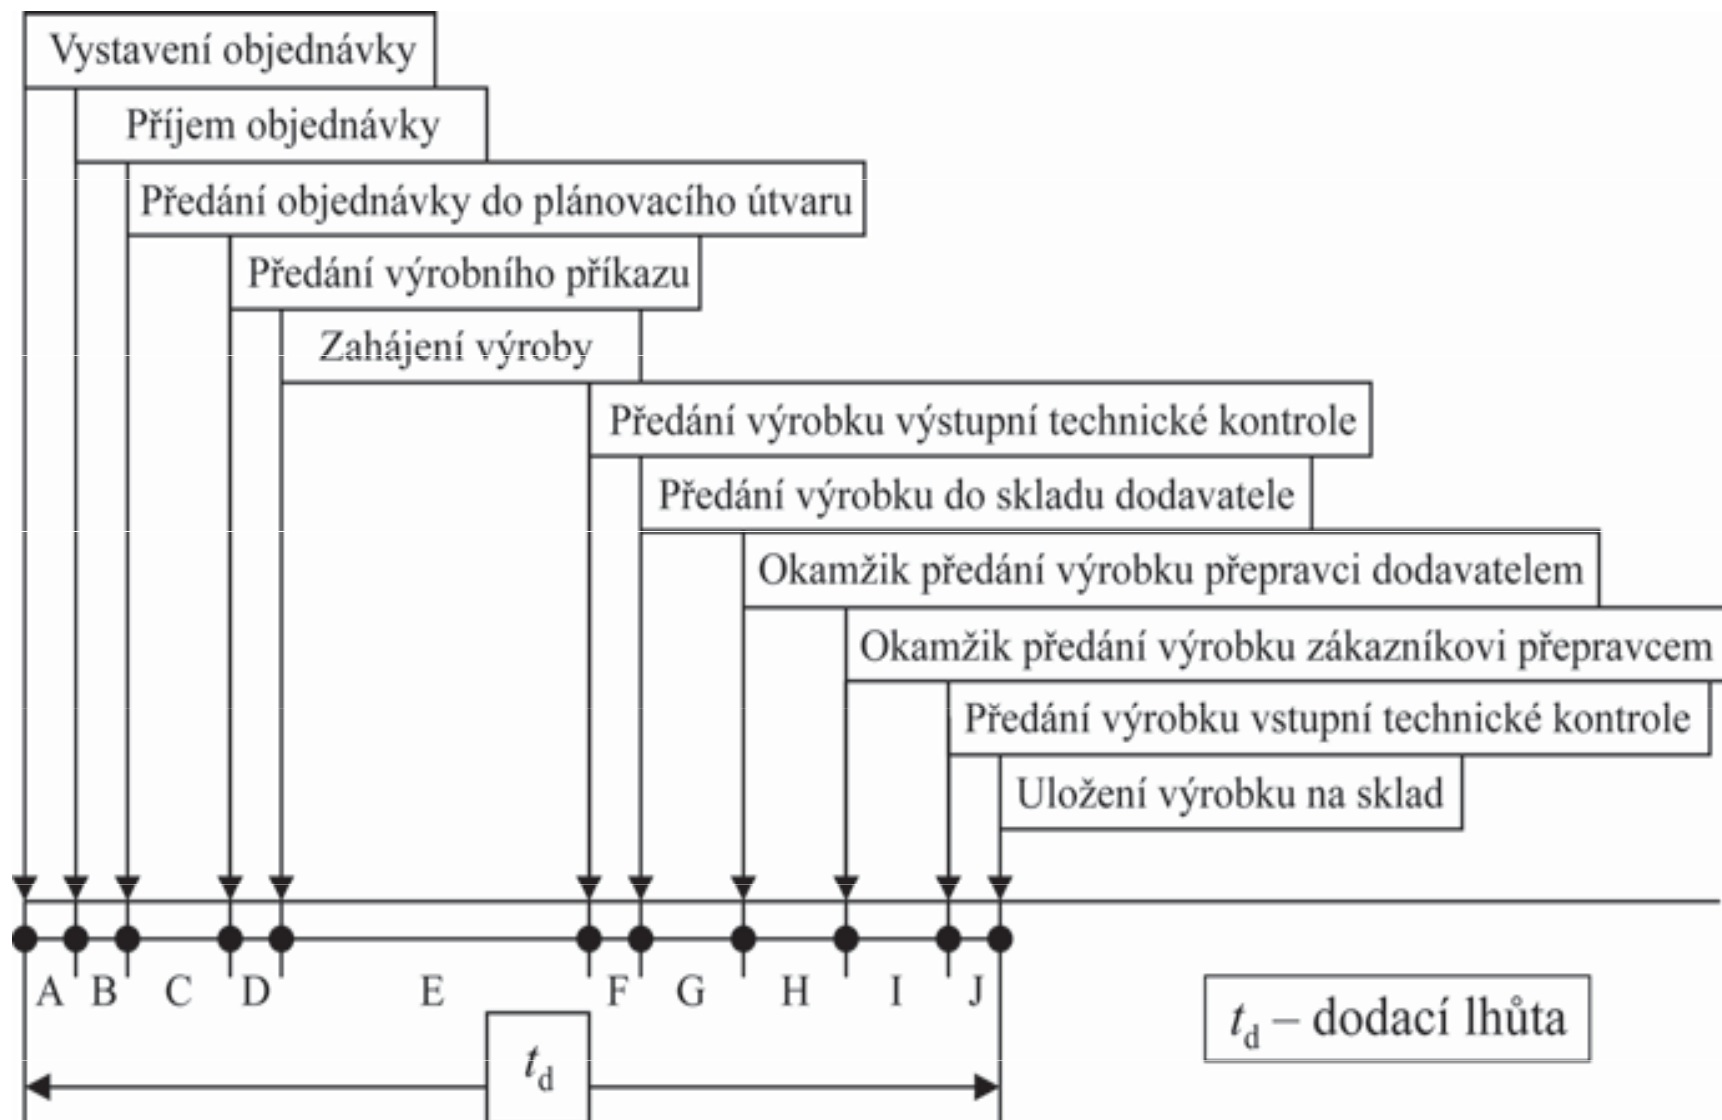 Vystavení objednávky
Příjem objednávky
Předání objednávky do plánovacího útvaru
Předání výrobního příkazu
Zahájení výroby
Předání výrobku výstupní technické kontrole
Předání výrobku do skladu dodavatele
Okamžik předání výrobku přepravci dodavatelem
Okamžik předání výrobku zákazníkovi přepravcem
Předání výrobku vstupní technické kontrole
Uložení výrobku na sklad
A B C D E F G H I J
td – dodací lhůta
td